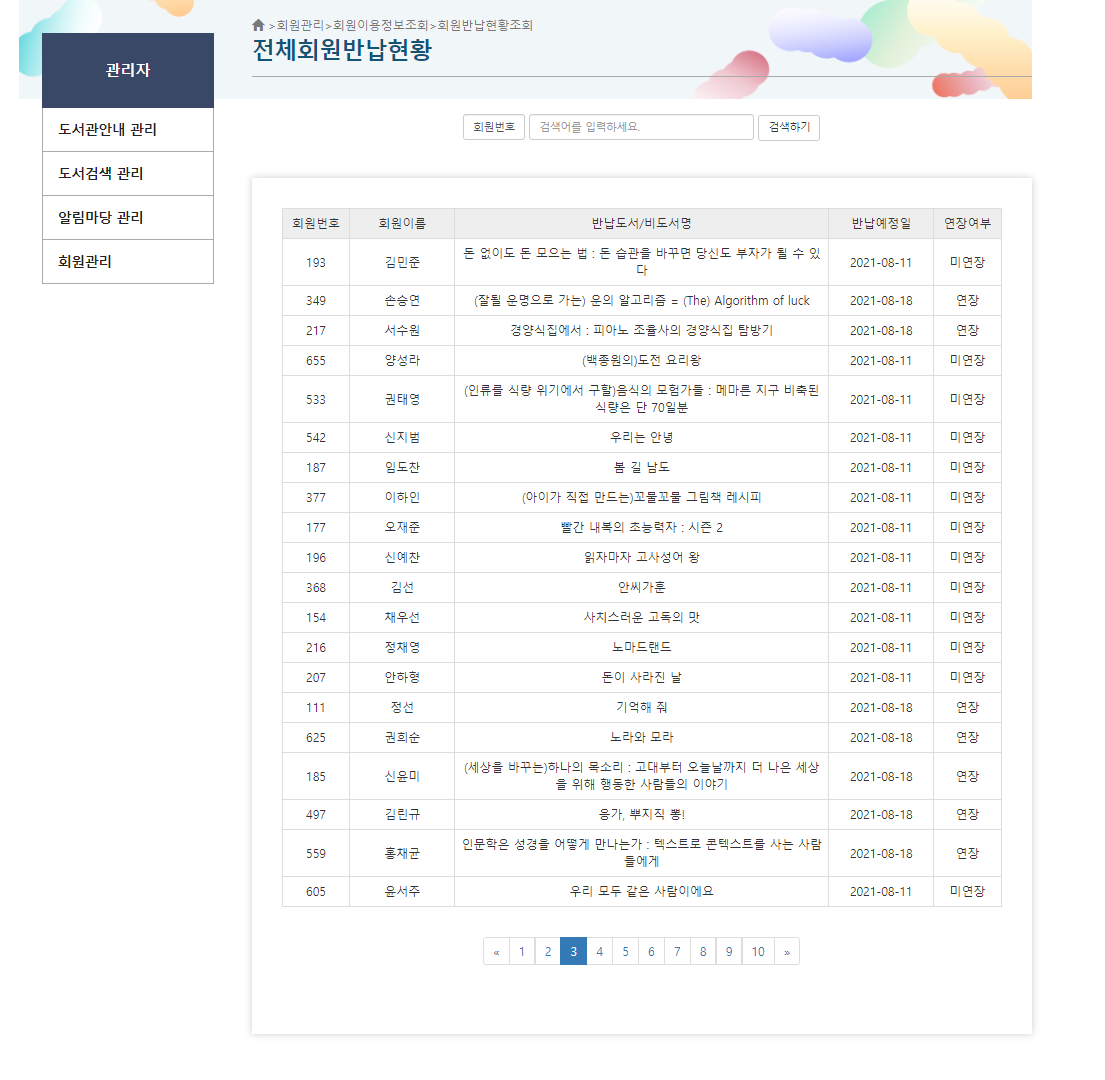 >회원관리>회원이용정보조회>회원반납현황조회
전체회원반납현황
관리자
도서관안내 관리
도서검색 관리
알림마당 관리
회원관리
회원번호 검색어를 입력하세요. 검색하기
회원번호 회원이름 반납도서/비도서명 반납예정일 연장여부
193 김민준 돈 없이도 돈 모으는 법 : 돈 습관을 바꾸면 당신도 부자가 될 수 있
다 2021-08-11 미연장
349 손승연 (잘될 운명으로 가는) 운의 알고리즘 = (The) Algorithm of luck 2021-08-18 연장
217 서수원 경양식집에서 : 피아노 조율사의 경양식집 탐방기 2021-08-18 연장
655 양성라 (백종원의)도전 요리왕 2021-08-11 미연장
533 권태영 (인류를 식량 위기에서 구할)음식의 모험가들 : 메마른 지구 비축된
식량은 단 70일분 2021-08-11 미연장
542 신지범 우리는 안녕 2021-08-11 미연장
187 임도찬 봄 길 남도 2021-08-11 미연장
377 이하인 (아이가 직접 만드는)꼬물꼬물 그림책 레시피 2021-08-11 미연장
177 오재준 빨간 내복의 초능력자 : 시즌 2 2021-08-11 미연장
196 신예찬 읽자마자 고사성어 왕 2021-08-11 미연장
368 김선 안씨가훈 2021-08-11 미연장
154 채우선 사치스러운 고독의 맛 2021-08-11 미연장
216 정채영 노마드랜드 2021-08-11 미연장
207 안하형 돈이 사라진 날 2021-08-11 미연장
111 정선 기억해 줘 2021-08-18 연장
625 권희순 노라와 모라 2021-08-18 연장
185 신윤미 (세상을 바꾸는)하나의 목소리 : 고대부터 오늘날까지 더 나은 세상
을 위해 행동한 사람들의 이야기 2021-08-18 연장
497 김린규 응가, 뿌지직 뽕! 2021-08-18 연장
559 홍채균 인문학은 성경을 어떻게 만나는가 : 텍스트로 콘텍스트를 사는 사람
들에게 2021-08-18 연장
605 윤서주 우리 모두 같은 사람이에요 2021-08-11 미연장
« 1 2 3 4 5 6 7 8 9 10 »